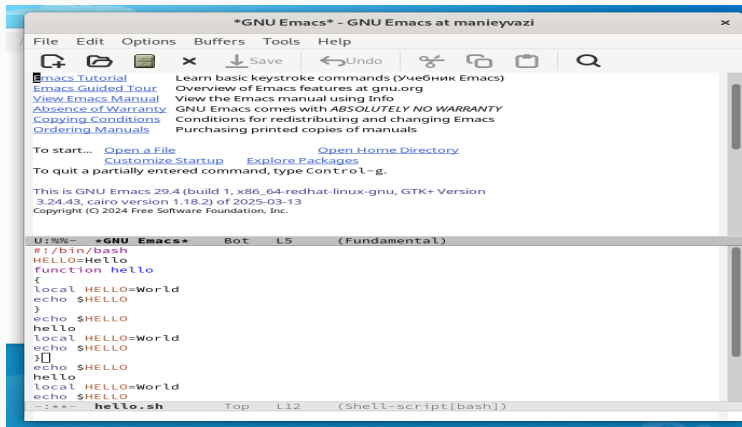 *GNU Emacs* - GNU Emacs at manieyvazi ×
File Edit Options Buffers Tools Help
Save Undo
Emacs Tutorial Learn basic keystroke commands (Учебник Emacs)
Emacs Guided Tour Overview of Emacs features at gnu.org
View Emacs Manual View the Emacs manual using Info
Absence of Warranty GNU Emacs comes with ABSOLUTELY NO WARRANTY
Copying Conditions Conditions for redistributing and changing Emacs
Ordering Manuals Purchasing printed copies of manuals
To start... Open a File Open Home Directory
Customize Startup Explore Packages
To quit a partially entered command, type Control-g.
This is GNU Emacs 29.4 (build 1, x86_64-redhat-linux-gnu, GTK+ Version
3.24.43, cairo version 1.18.2) of 2025-03-13
Copyright (C) 2024 Free Software Foundation, Inc.
U:%%- *GNU Emacs* Bot L5 (Fundamental)
#!/bin/bash
HELLO=Hello
function hello
{
local HELLO=World
echo $HELLO
}
echo $HELLO
hello
local HELLO=World
echo $HELLO
}
echo $HELLO
hello
local HELLO=World
echo $HELLO
-:**- hello.sh Top L12 (Shell-script[bash])